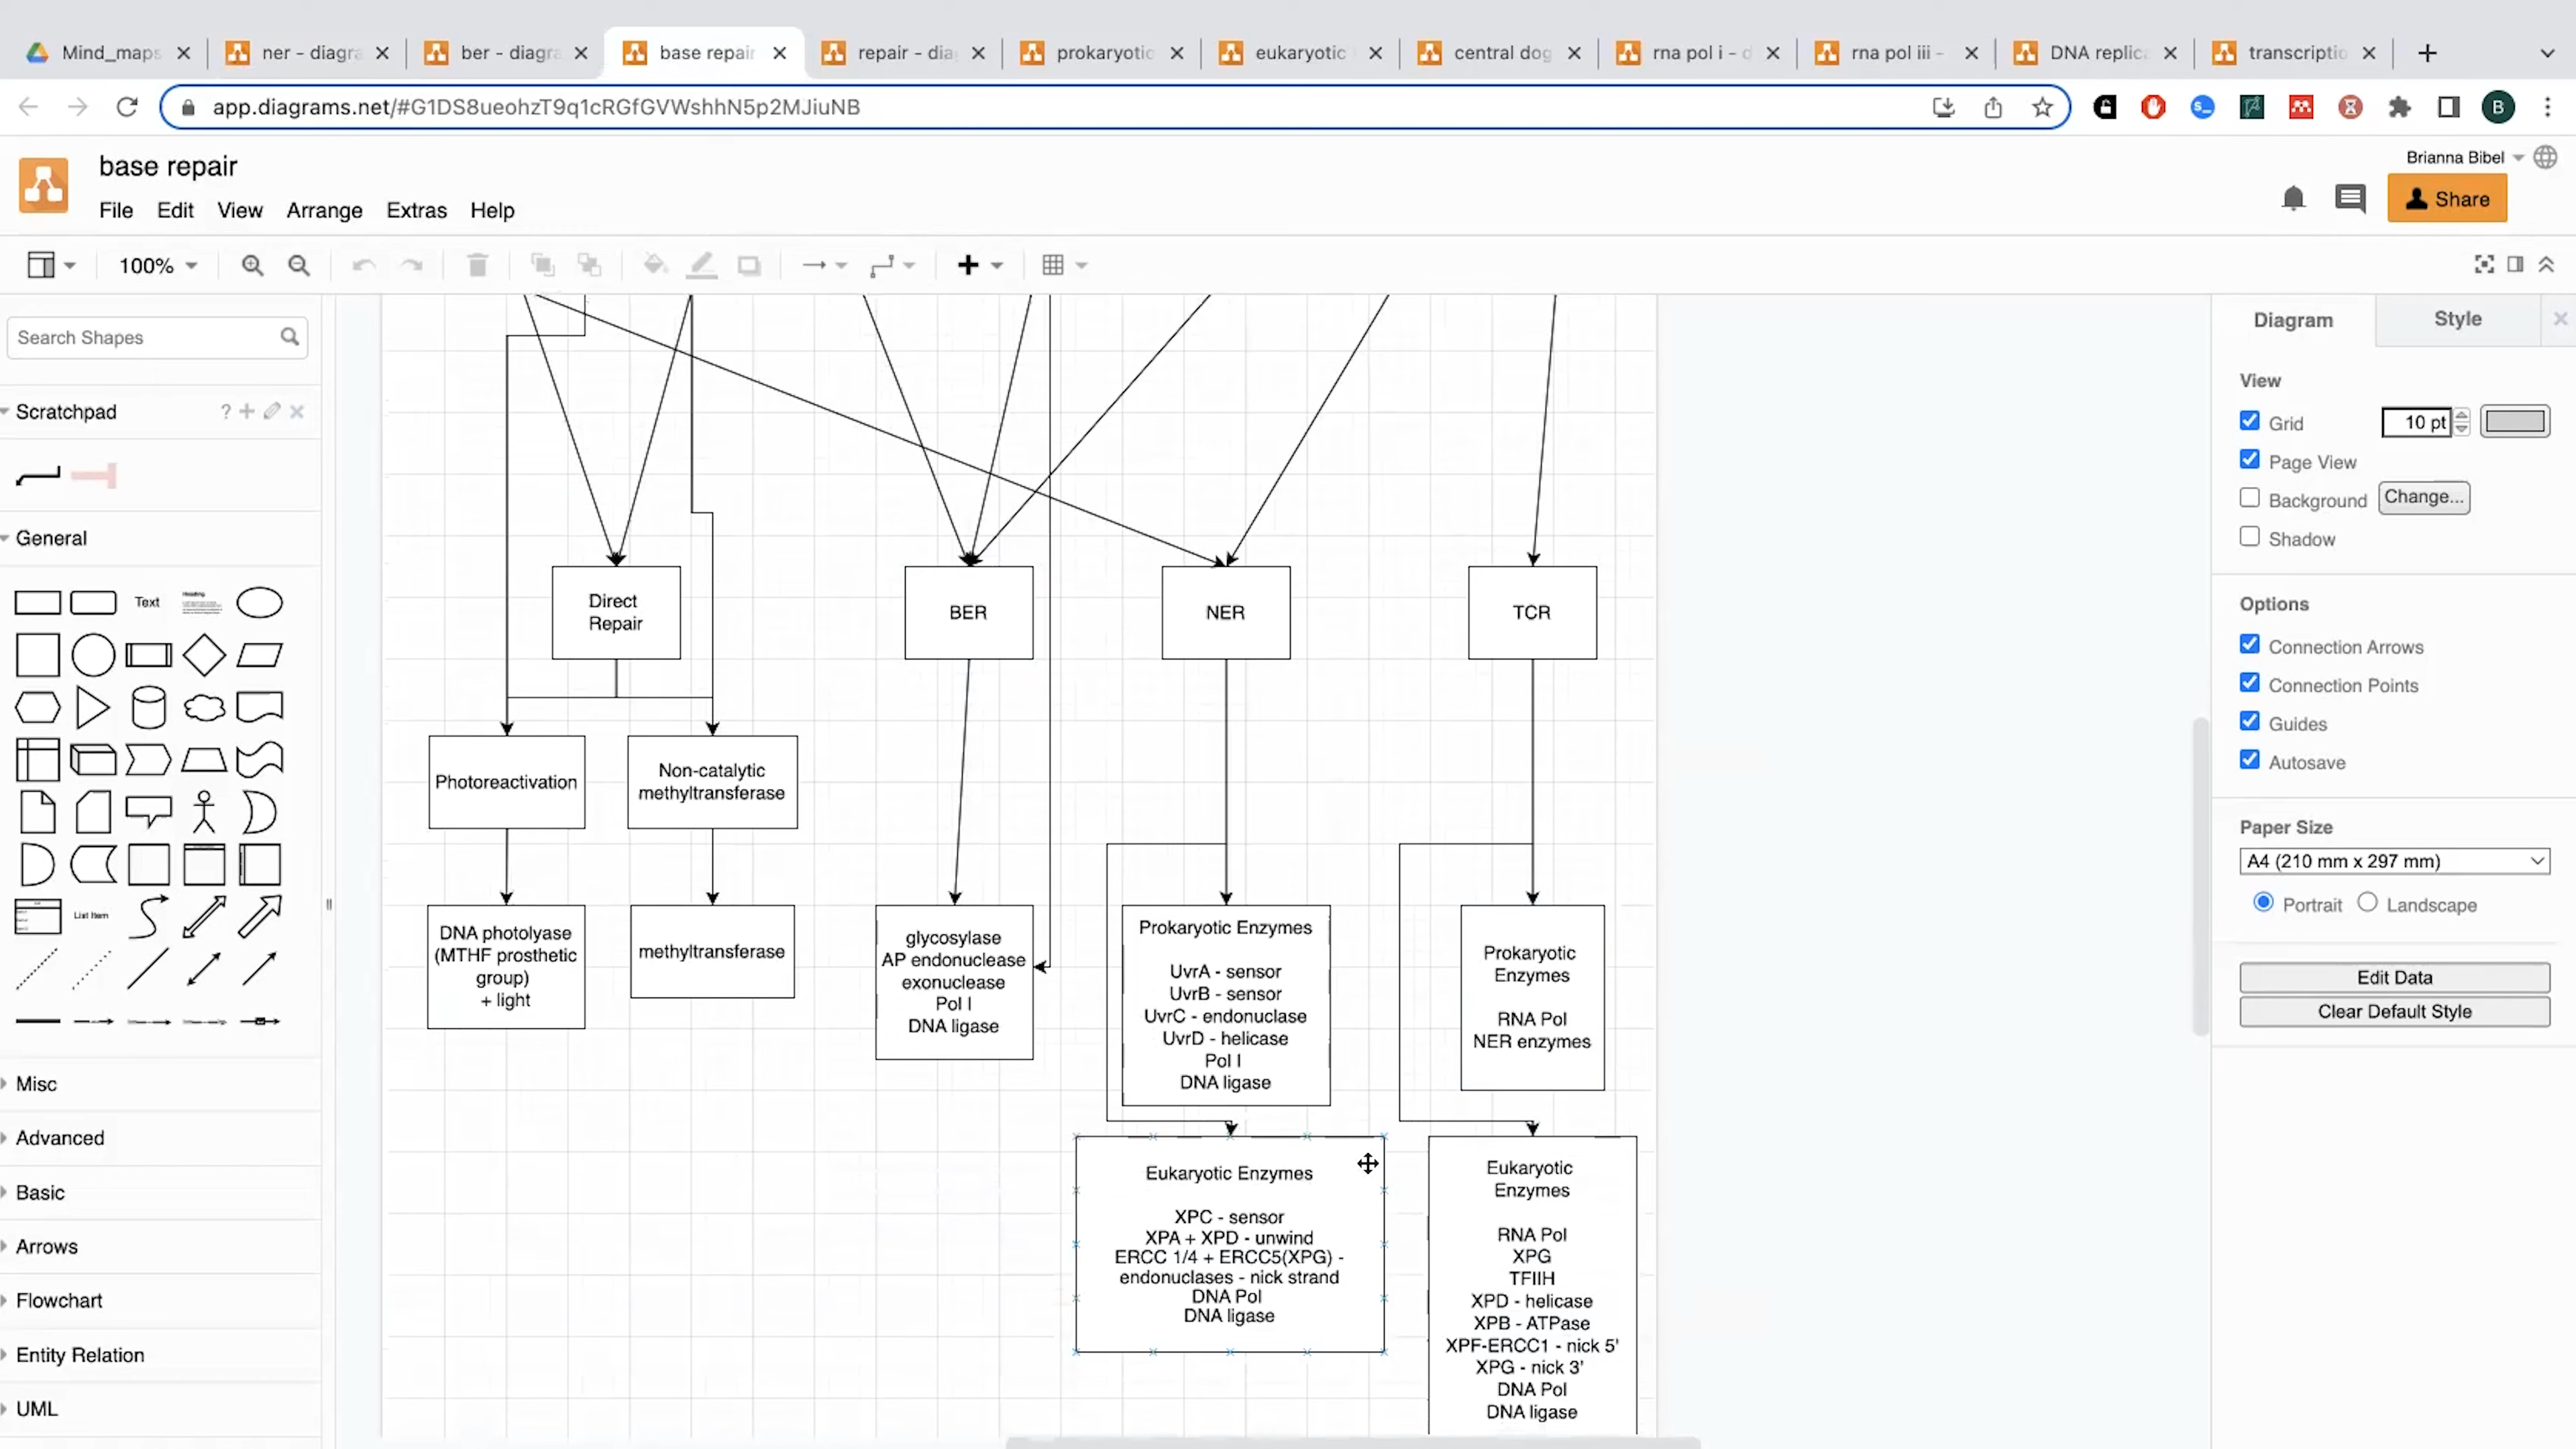 Mind_maps
ner - diagra
ber - diagra
base repair
repair - dia
prokaryotic
eukaryotic
central dog
rna pol i - d
rna pol iii -
DNA replica
transcriptio
app.diagrams.net/#G1DS8ueohzT9q1cRGfGVWshhN5p2MJiuNB
B
base repair
Brianna Bibel
File
Edit
View
Arrange
Extras
Help
Share
100%
Search Shapes
Scratchpad
?
General
Text
Heading
List Item
Misc
Advanced
Basic
Arrows
Flowchart
Entity Relation
UML
Direct
Repair
BER
NER
TCR
Photoreactivation
Non-catalytic
methyltransferase
DNA photolyase
(MTHF prosthetic
group)
+ light
methyltransferase
glycosylase
AP endonuclease
exonuclease
Pol I
DNA ligase
Prokaryotic Enzymes
UvrA - sensor
UvrB - sensor
UvrC - endonuclase
UvrD - helicase
Pol I
DNA ligase
Prokaryotic
Enzymes
RNA Pol
NER enzymes
Eukaryotic Enzymes
XPC - sensor
XPA + XPD - unwind
ERCC 1/4 + ERCC5(XPG) -
endonuclases - nick strand
DNA Pol
DNA ligase
Eukaryotic
Enzymes
RNA Pol
XPG
TFIIH
XPD - helicase
XPB - ATPase
XPF-ERCC1 - nick 5'
XPG - nick 3'
DNA Pol
DNA ligase
Diagram
Style
View
Grid
10 pt
Page View
Background
Change...
Shadow
Options
Connection Arrows
Connection Points
Guides
Autosave
Paper Size
A4 (210 mm x 297 mm)
Portrait
Landscape
Edit Data
Clear Default Style